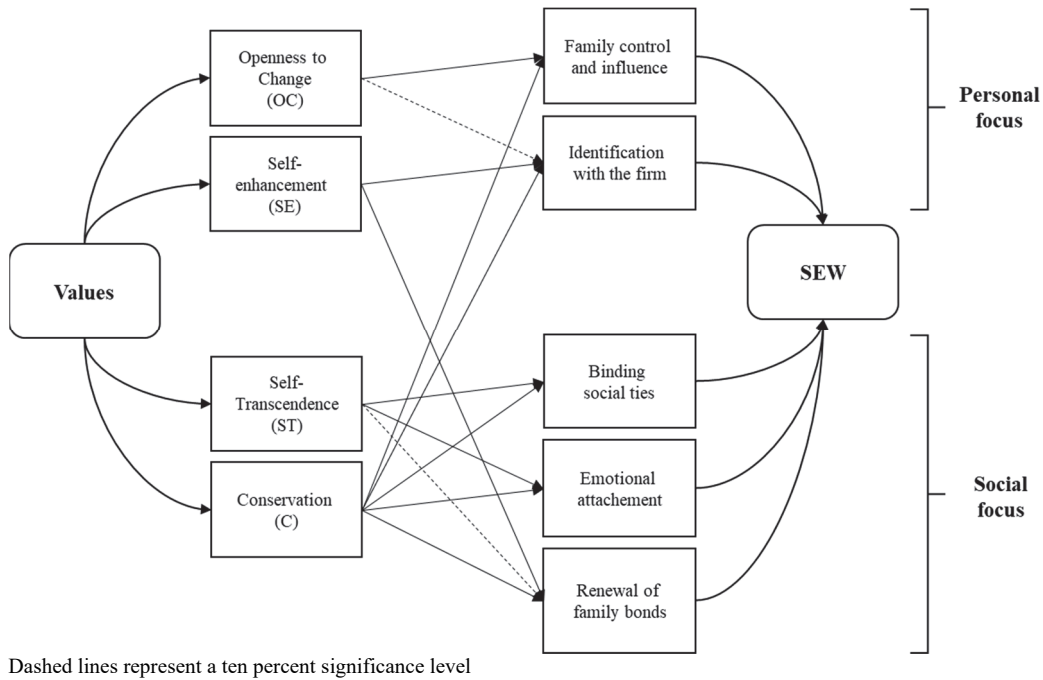 Values
Openness to
Change
(OC)
Self-
enhancement
(SE)
Self-
Transcendence
(ST)
Conservation
(C)
Family control
and influence
Identification
with the firm
Binding
social ties
Emotional
attachement
Renewal of
family bonds
SEW
Personal
focus
Social
focus
Dashed lines represent a ten percent significance level